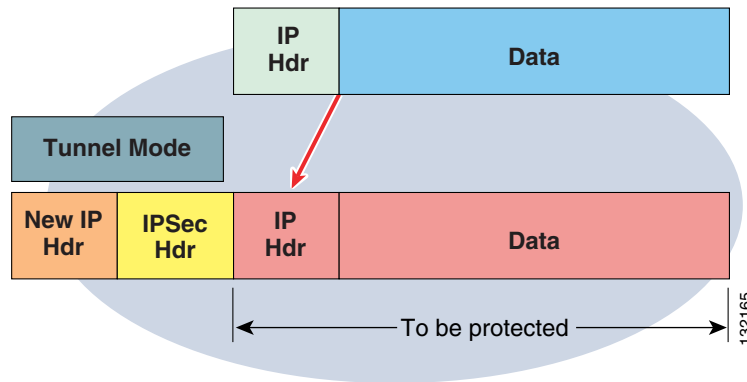 IP
Hdr
Data
Tunnel Mode
New IP
Hdr
IPSec
Hdr
IP
Hdr
Data
To be protected
132165